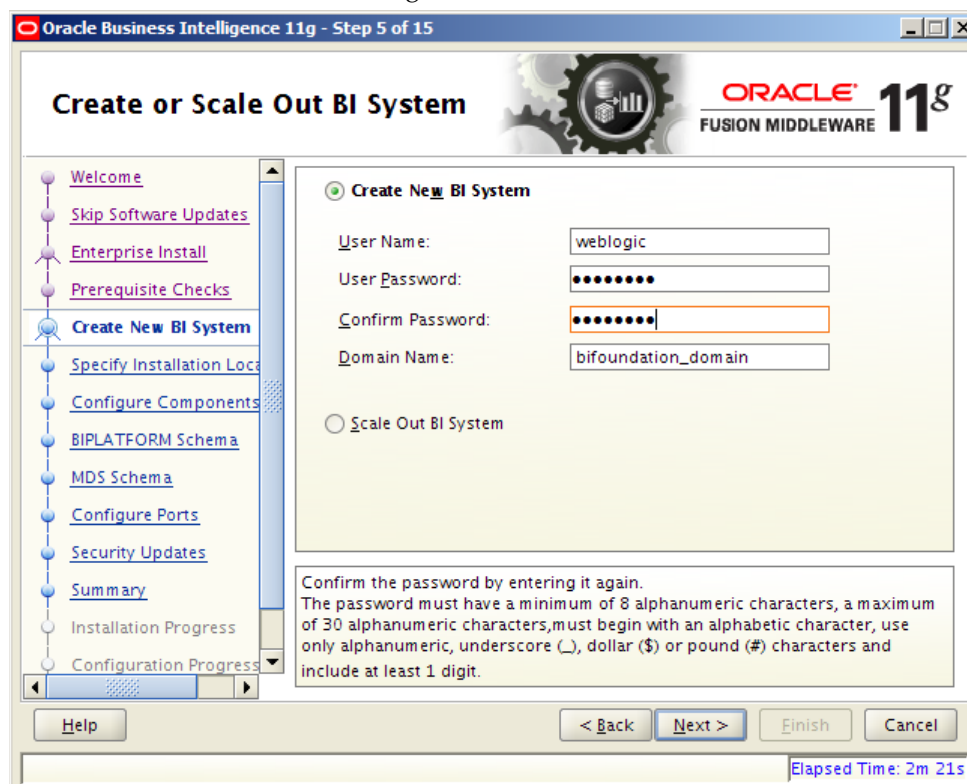 Oracle Business Intelligence 11g - Step 5 of 15
Create or Scale Out BI System
ORACLE
FUSION MIDDLEWARE
11g
Welcome
Skip Software Updates
Enterprise Install
Prerequisite Checks
Create New BI System
Specify Installation Loca
Configure Components
BIPLATFORM Schema
MDS Schema
Configure Ports
Security Updates
Summary
Installation Progress
Configuration Progress
Create New BI System
User Name: weblogic
User Password: ●●●●●●●●
Confirm Password: ●●●●●●●●
Domain Name: bifoundation_domain
Scale Out BI System
Confirm the password by entering it again.
The password must have a minimum of 8 alphanumeric characters, a maximum
of 30 alphanumeric characters,must begin with an alphabetic character, use
only alphanumeric, underscore (_), dollar ($) or pound (#) characters and
include at least 1 digit.
Help
< Back
Next >
Finish
Cancel
Elapsed Time: 2m 21s